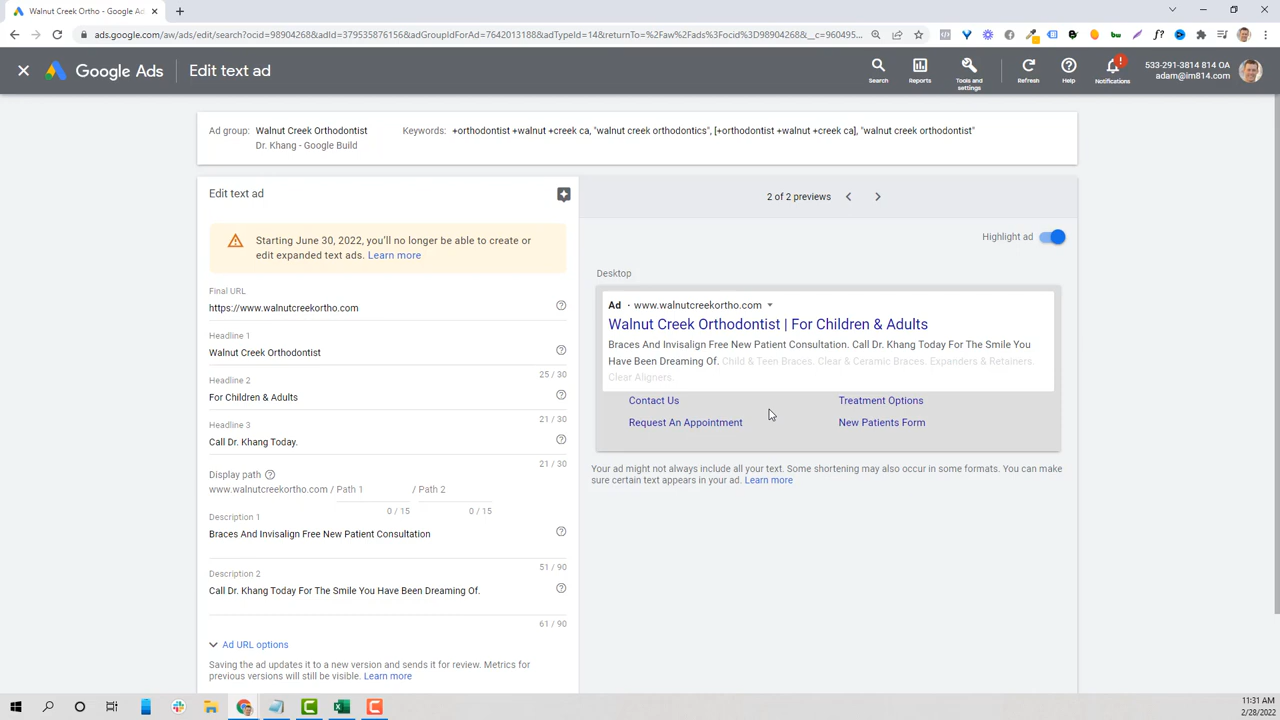 Walnut Creek Ortho - Google Ads
ads.google.com/aw/ads/edit/search?ocid=98904268&adId=379535876156&adGroupIdForAd=7642013188&adTypeId=14&returnTo=%2Faw%2Fads%3Focid%3D98904268&__c=960495...
Google Ads
Edit text ad
Search
Reports
Tools and
settings
Refresh
Help
Notifications
533-291-3814 814 OA
adam@im814.com
Ad group: Walnut Creek Orthodontist
Dr. Khang - Google Build
Keywords: +orthodontist +walnut +creek ca, "walnut creek orthodontics", [+orthodontist +walnut +creek ca], "walnut creek orthodontist"
Edit text ad
Starting June 30, 2022, you'll no longer be able to create or
edit expanded text ads. Learn more
Final URL
https://www.walnutcreekortho.com
Headline 1
Walnut Creek Orthodontist
25 / 30
Headline 2
For Children & Adults
21 / 30
Headline 3
Call Dr. Khang Today.
21 / 30
Display path
www.walnutcreekortho.com / Path 1 / Path 2
0 / 15 0 / 15
Description 1
Braces And Invisalign Free New Patient Consultation
51 / 90
Description 2
Call Dr. Khang Today For The Smile You Have Been Dreaming Of.
61 / 90
Ad URL options
Saving the ad updates it to a new version and sends it for review. Metrics for
previous versions will still be visible. Learn more
2 of 2 previews
Highlight ad
Desktop
Ad · www.walnutcreekortho.com
Walnut Creek Orthodontist | For Children & Adults
Braces And Invisalign Free New Patient Consultation. Call Dr. Khang Today For The Smile You
Have Been Dreaming Of. Child & Teen Braces. Clear & Ceramic Braces. Expanders & Retainers.
Clear Aligners.
Contact Us
Treatment Options
Request An Appointment
New Patients Form
Your ad might not always include all your text. Some shortening may also occur in some formats. You can make
sure certain text appears in your ad. Learn more
11:31 AM
2/28/2022